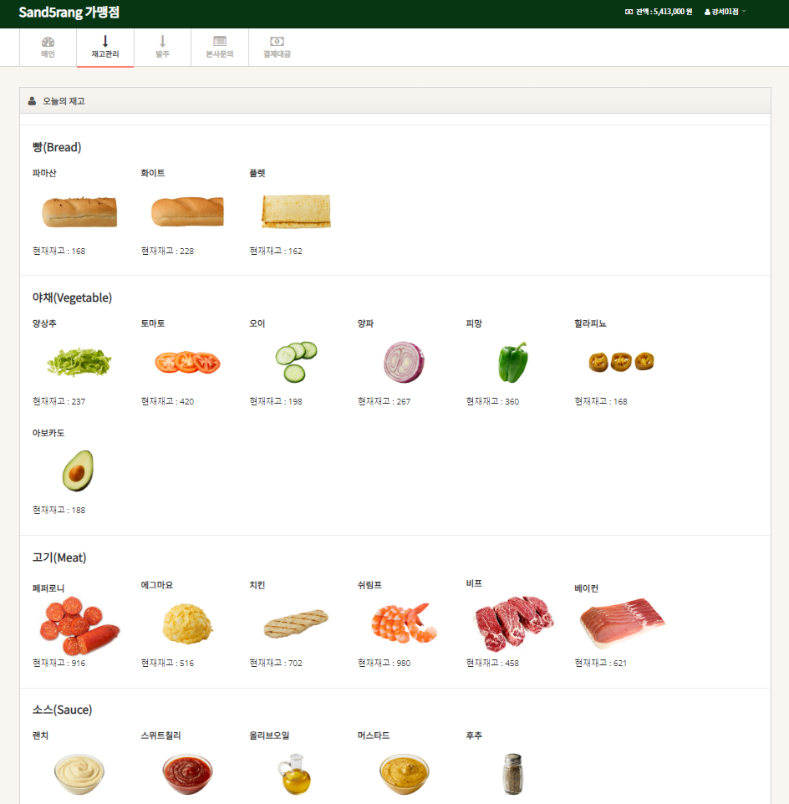 Sand5rang 가맹점
잔액 : 5,413,000 원 강서01점
메인 재고관리 발주 본사문의 결제대금
오늘의 재고
빵(Bread)
파마산 화이트 플랫
현재재고 : 168 현재재고 : 228 현재재고 : 162
야채(Vegetable)
양상추 토마토 오이 양파 피망 할라피뇨
현재재고 : 237 현재재고 : 420 현재재고 : 198 현재재고 : 267 현재재고 : 360 현재재고 : 168
아보카도
현재재고 : 188
고기(Meat)
페퍼로니 에그마요 치킨 쉬림프 비프 베이컨
현재재고 : 916 현재재고 : 516 현재재고 : 702 현재재고 : 980 현재재고 : 458 현재재고 : 621
소스(Sauce)
랜치 스위트칠리 올리브오일 머스타드 후추